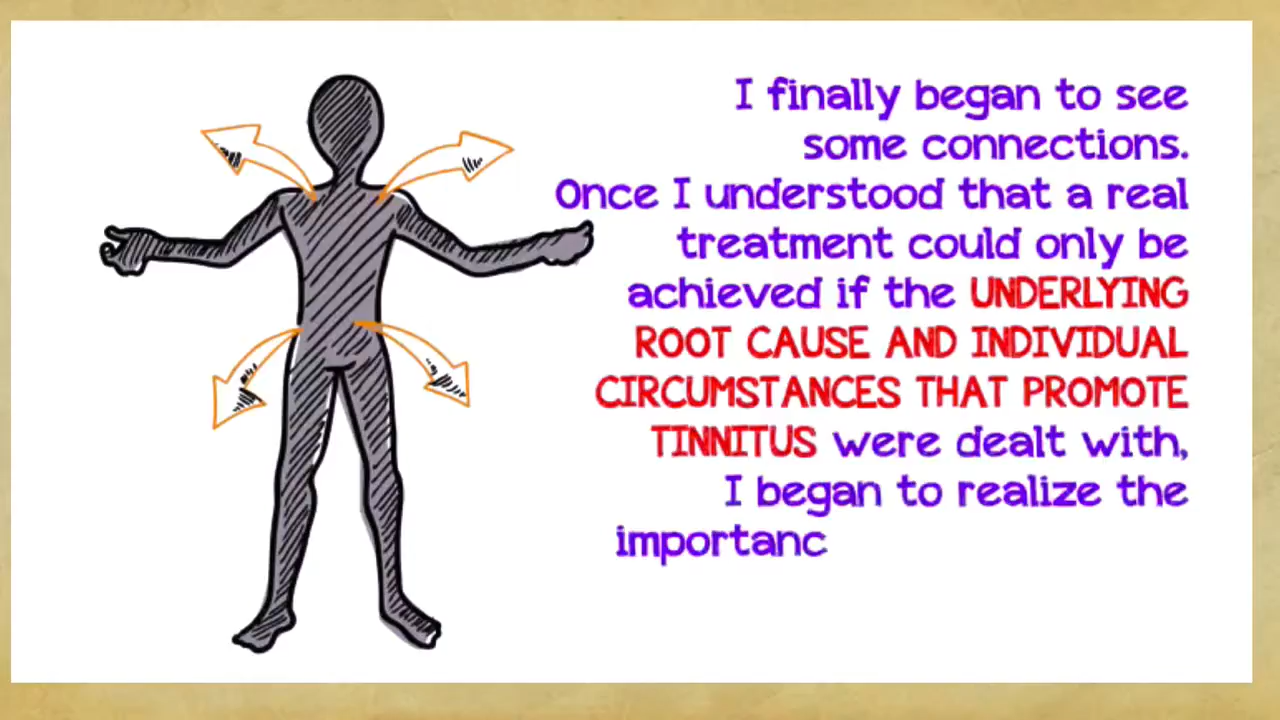 I finally began to see
some connections.
Once I understood that a real
treatment could only be
achieved if the UNDERLYING
ROOT CAUSE AND INDIVIDUAL
CIRCUMSTANCES THAT PROMOTE
TINNITUS were dealt with,
I began to realize the
importanc